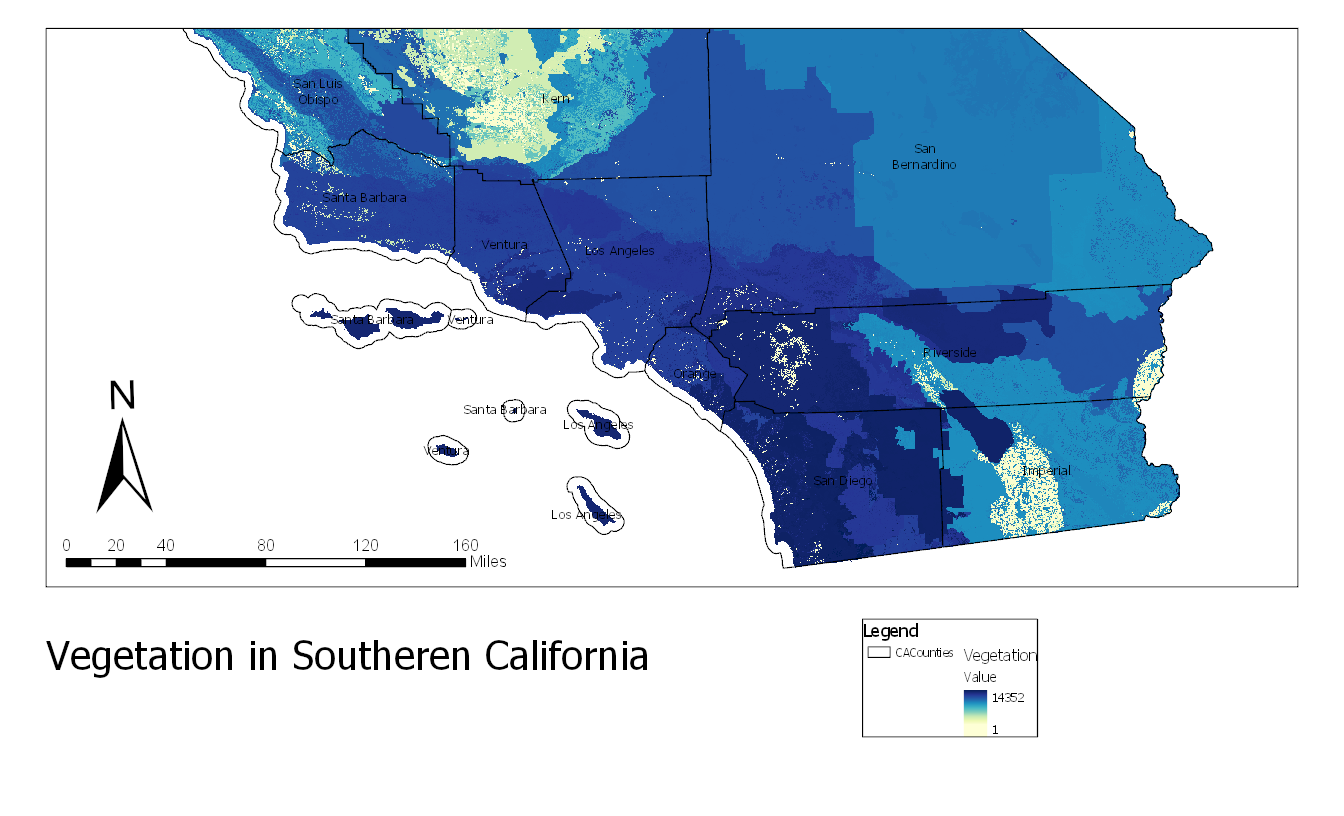 San Luis
Obispo
Kern
San
Bernardino
Santa Barbara
Ventura
Los Angeles
Santa Barbara
Ventura
Riverside
Orange
Santa Barbara
Los Angeles
Ventura
Imperial
San Diego
Los Angeles
N
0 20 40 80 120 160
Miles
Vegetation in Southeren California
Legend
CACounties
Vegetation
Value
14352
1